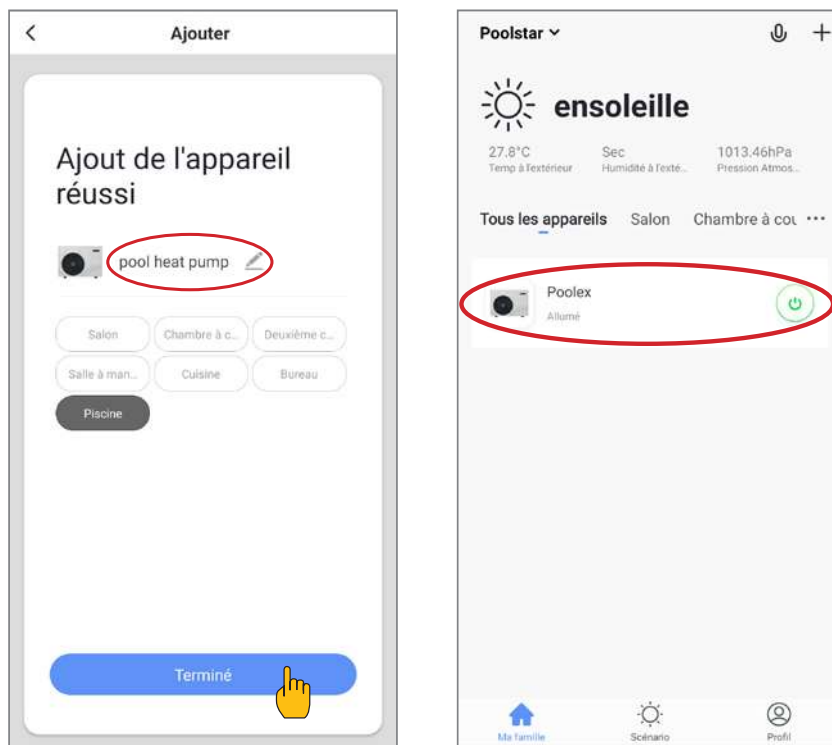 Ajouter
Ajout de l'appareil
réussi
pool heat pump
Salon
Chambre à c...
Deuxième c...
Salle à man...
Cuisine
Bureau
Piscine
Terminé
Poolstar
ensoleille
27.8°C
Sec
1013.46hPa
Temp à l'extérieur
Humidité à l'exté...
Pression Atmos...
Tous les appareils
Salon
Chambre à cou
Poolex
Allumé
Ma famille
Scénario
Profil